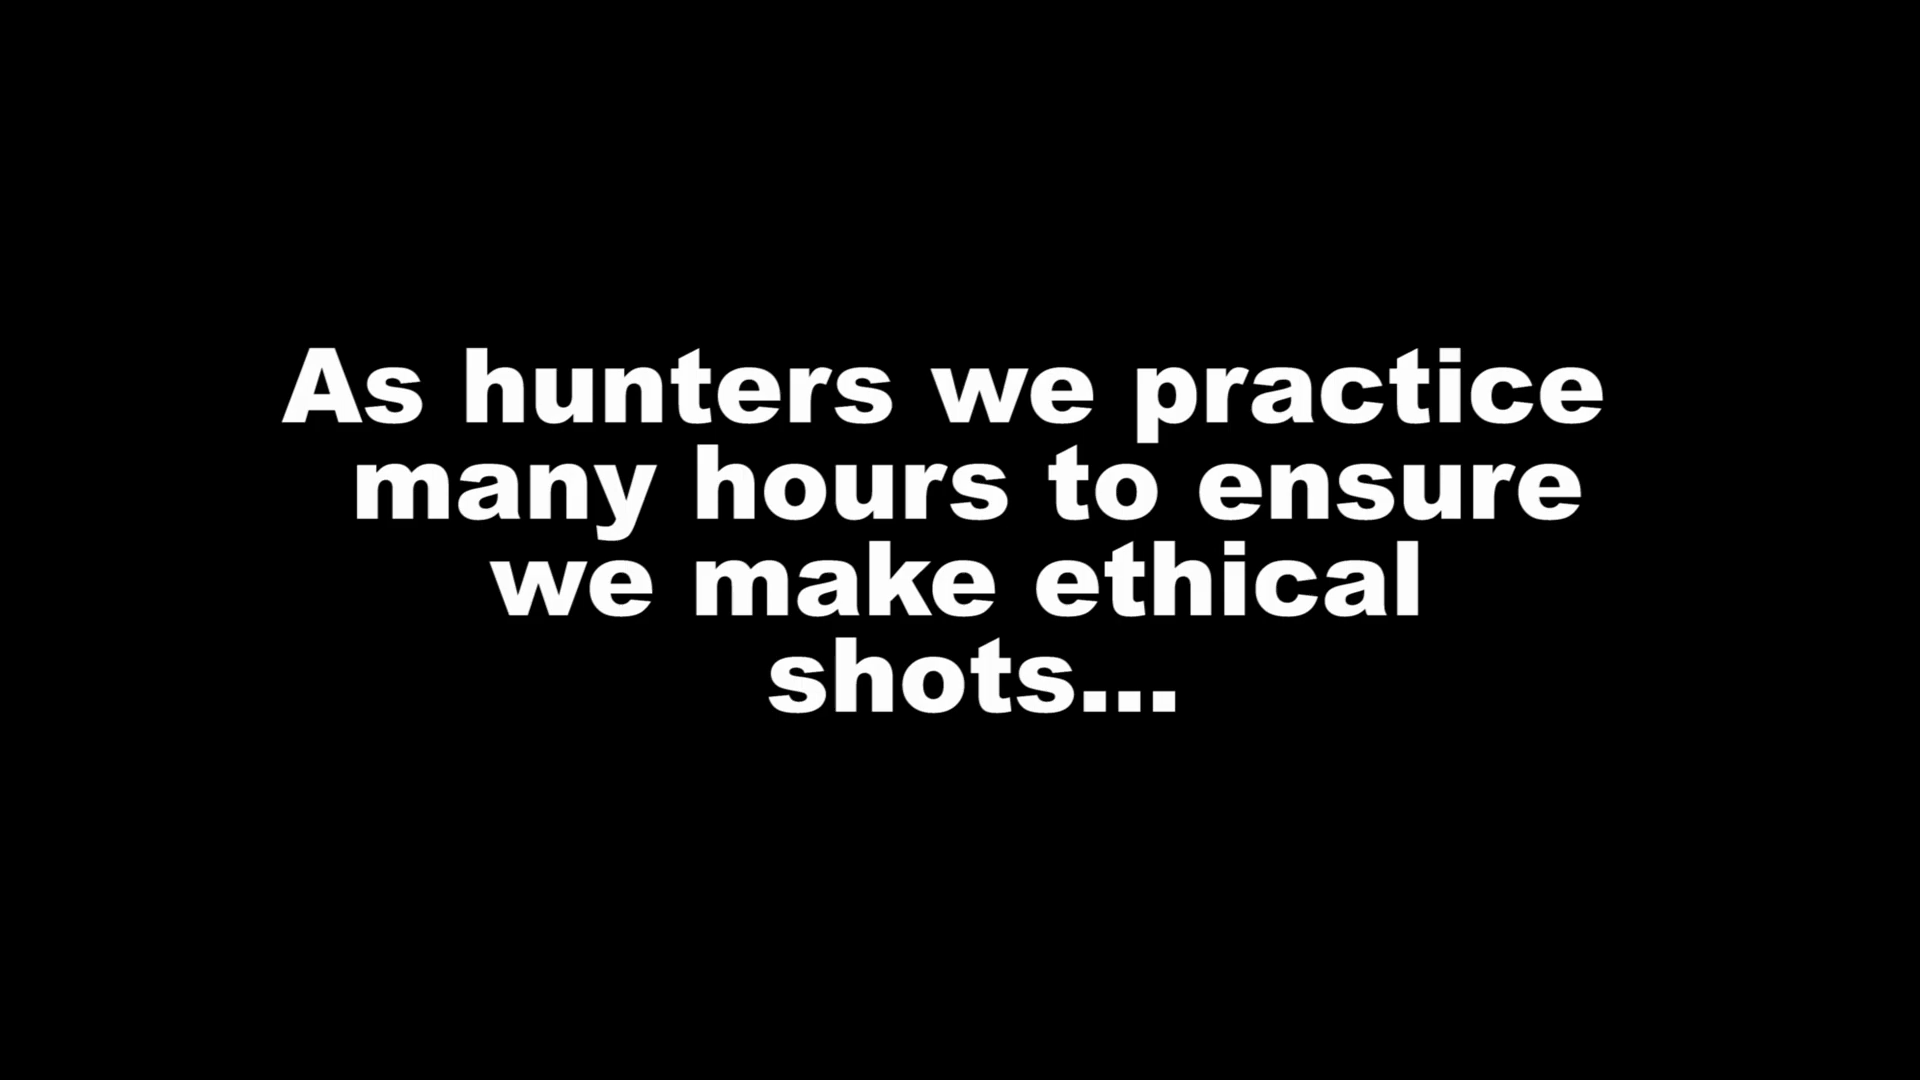 As hunters we practice
many hours to ensure
we make ethical
shots...